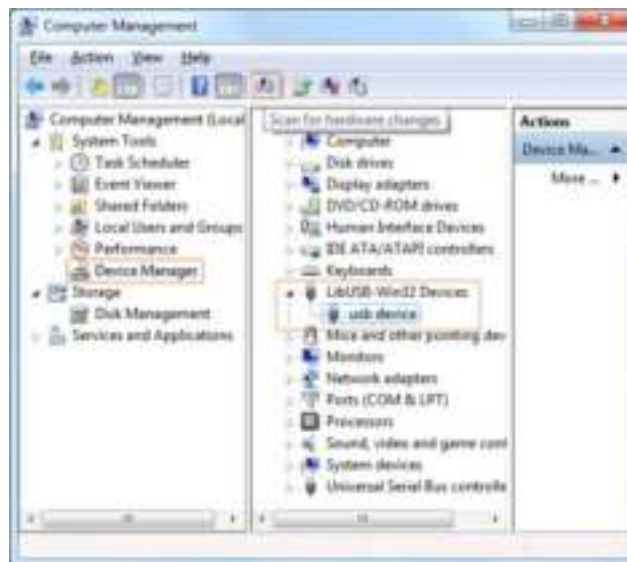 Computer Management
File Action View Help
Scan for hardware changes
Computer Management (Local
System Tools
Task Scheduler
Event Viewer
Shared Folders
Local Users and Groups
Performance
Device Manager
Storage
Disk Management
Services and Applications
Computer
Disk drives
Display adapters
DVD/CD-ROM drives
Human Interface Devices
IDE ATA/ATAPI controllers
Keyboards
LibUSB-Win32 Devices
usb device
Mice and other pointing dev
Monitors
Network adapters
Ports (COM & LPT)
Processors
Sound, video and game cont
System devices
Universal Serial Bus controlle
Actions
Device Ma...
More ...